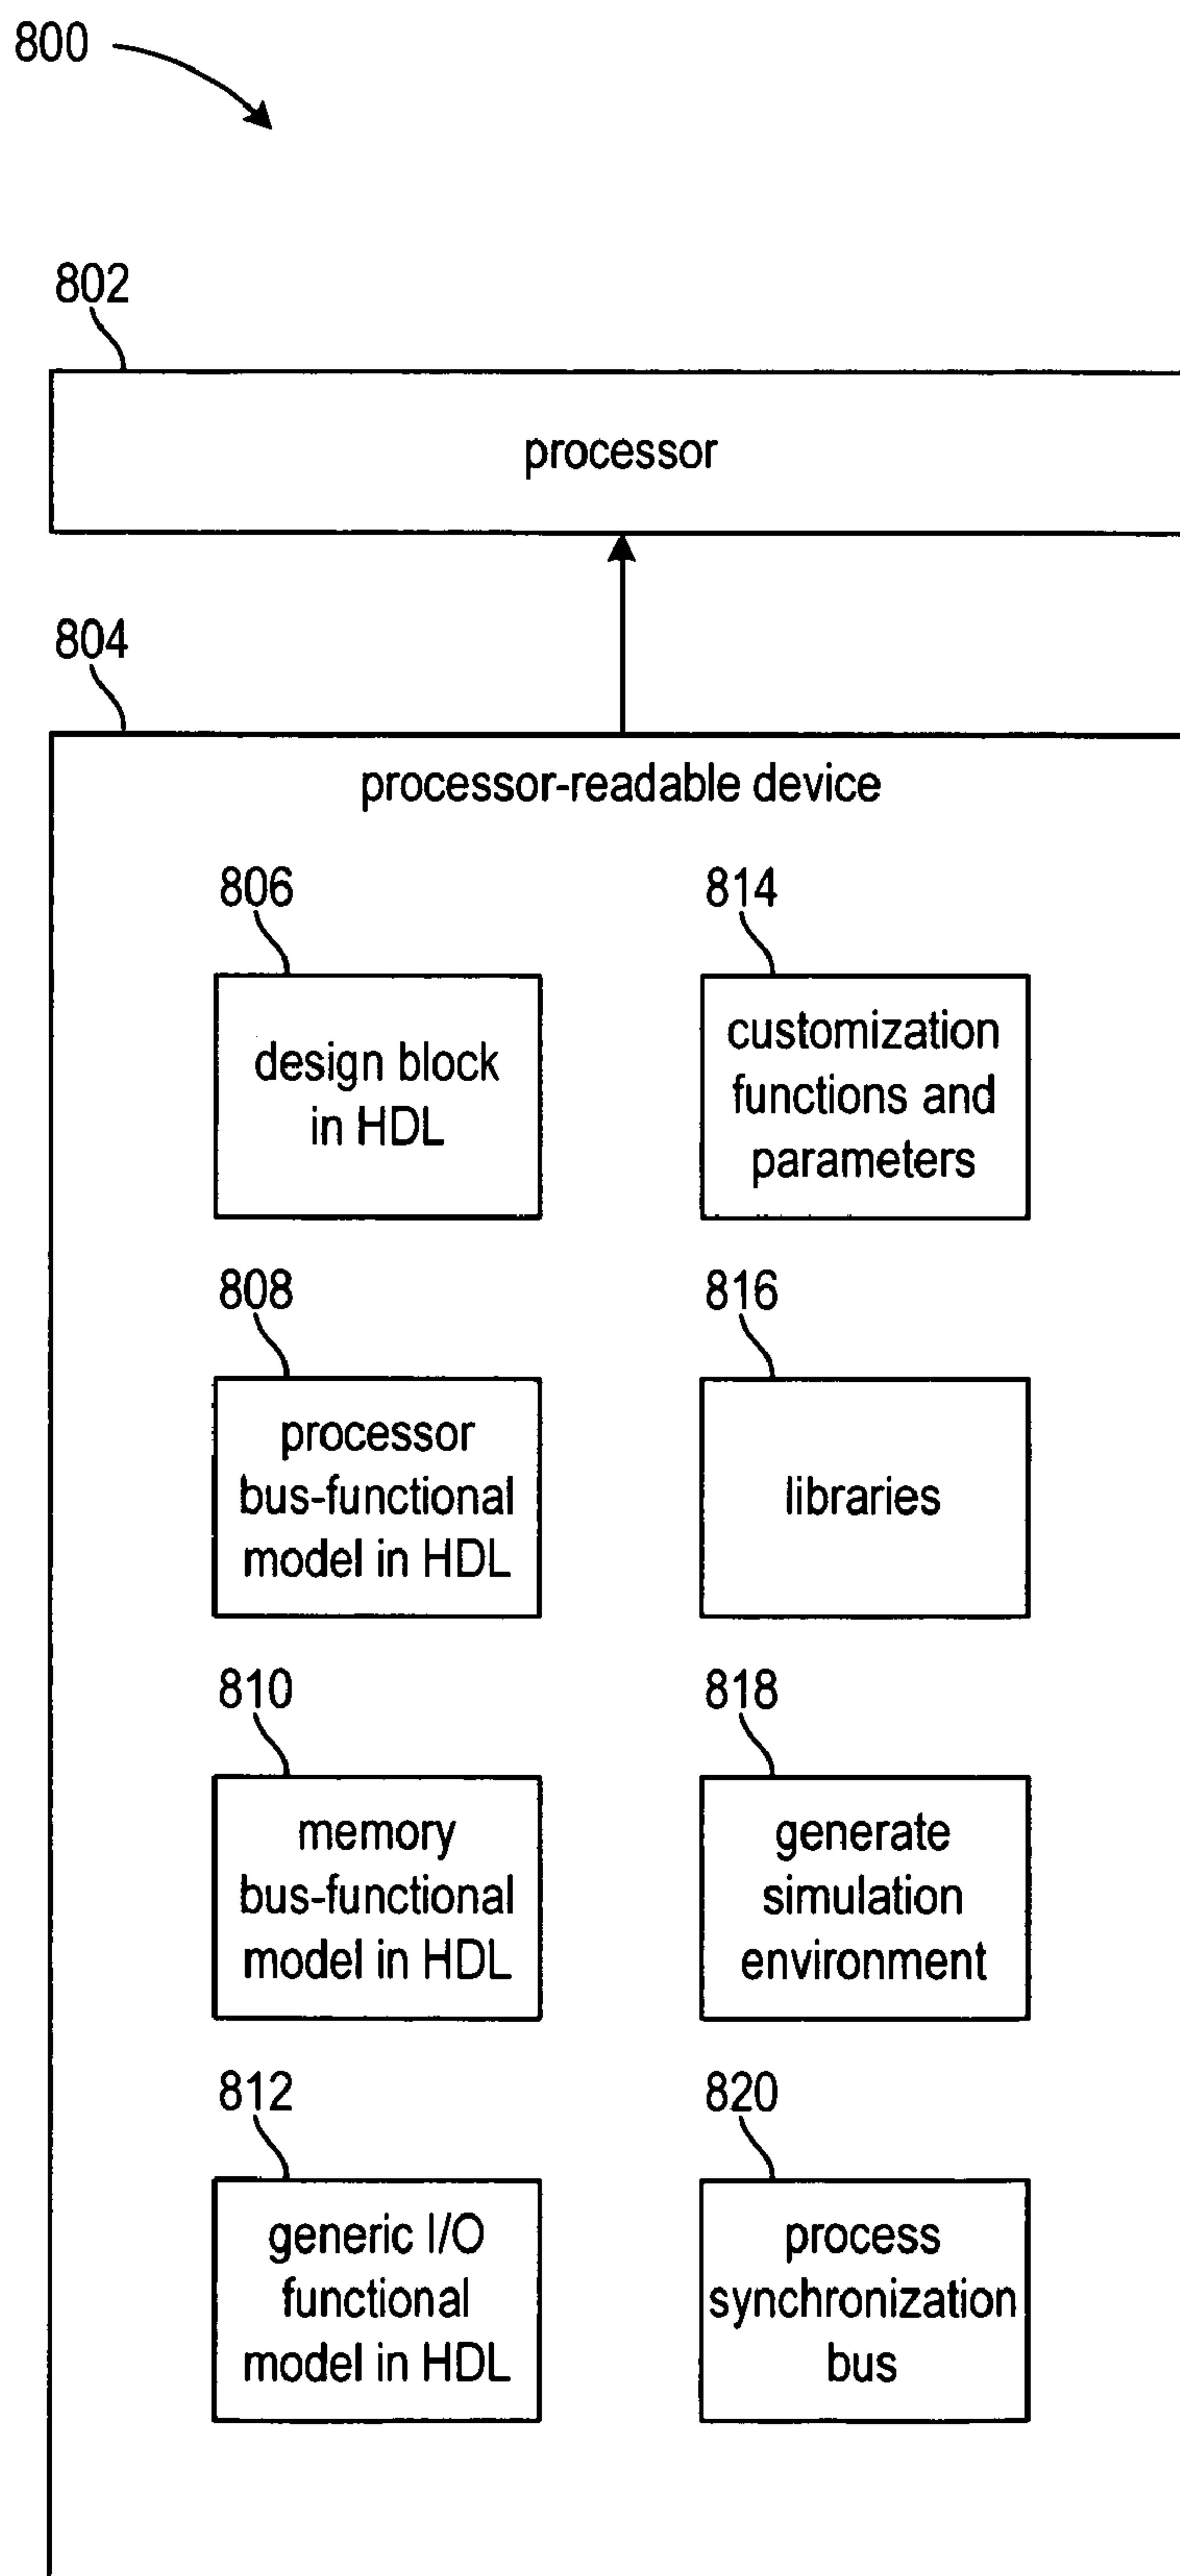 800
802
processor
804
processor-readable device
806
design block
in HDL
808
processor
bus-functional
model in HDL
810
memory
bus-functional
model in HDL
812
generic I/O
functional
model in HDL
814
customization
functions and
parameters
816
libraries
818
generate
simulation
environment
820
process
synchronization
bus